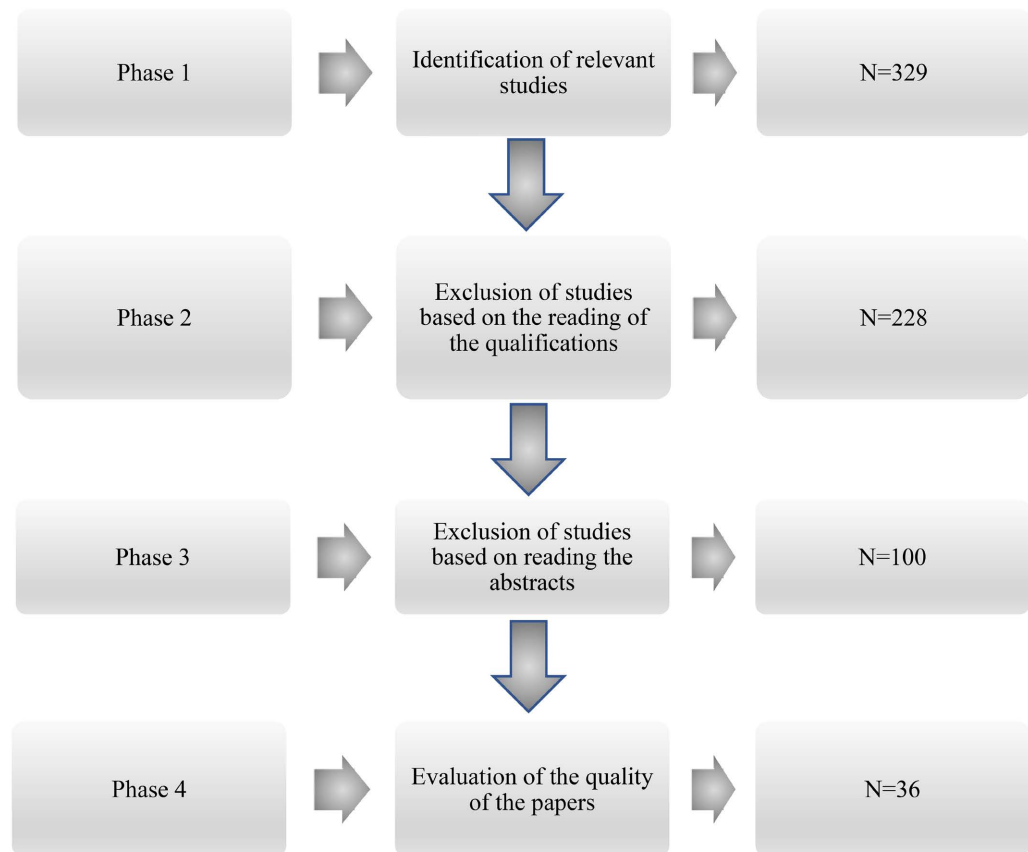 Phase 1
Identification of relevant
studies
N=329
Phase 2
Exclusion of studies
based on the reading of
the qualifications
N=228
Phase 3
Exclusion of studies
based on reading the
abstracts
N=100
Phase 4
Evaluation of the quality
of the papers
N=36